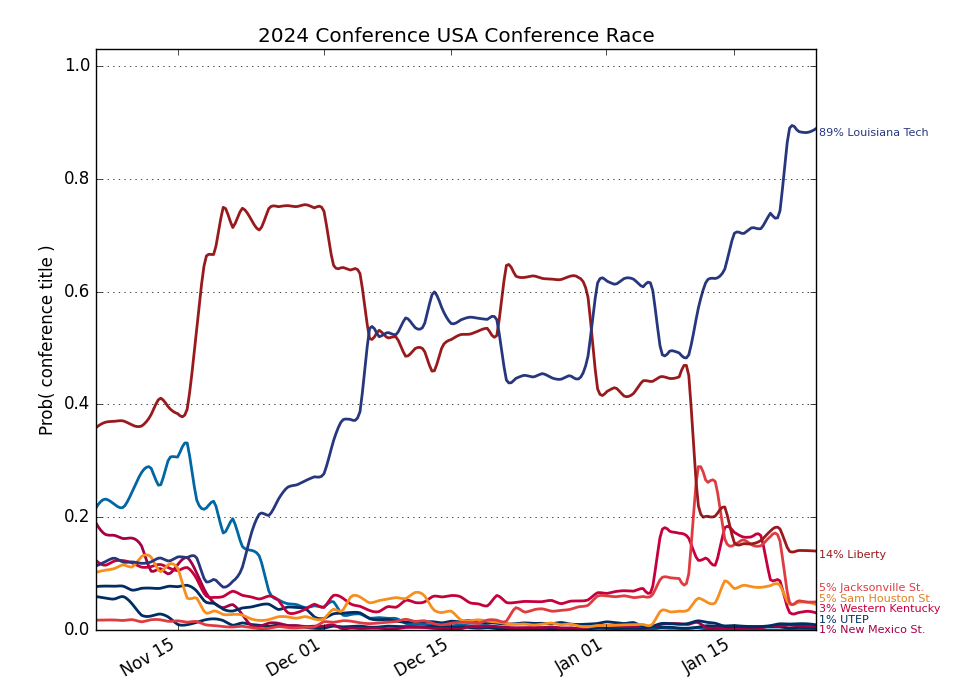 2024 Conference USA Conference Race
Prob( conference title )
1.0
0.8
0.6
0.4
0.2
0.0
Nov 15
Dec 01
Dec 15
Jan 01
Jan 15
89% Louisiana Tech
14% Liberty
5% Jacksonville St.
5% Sam Houston St.
3% Western Kentucky
1% UTEP
1% New Mexico St.